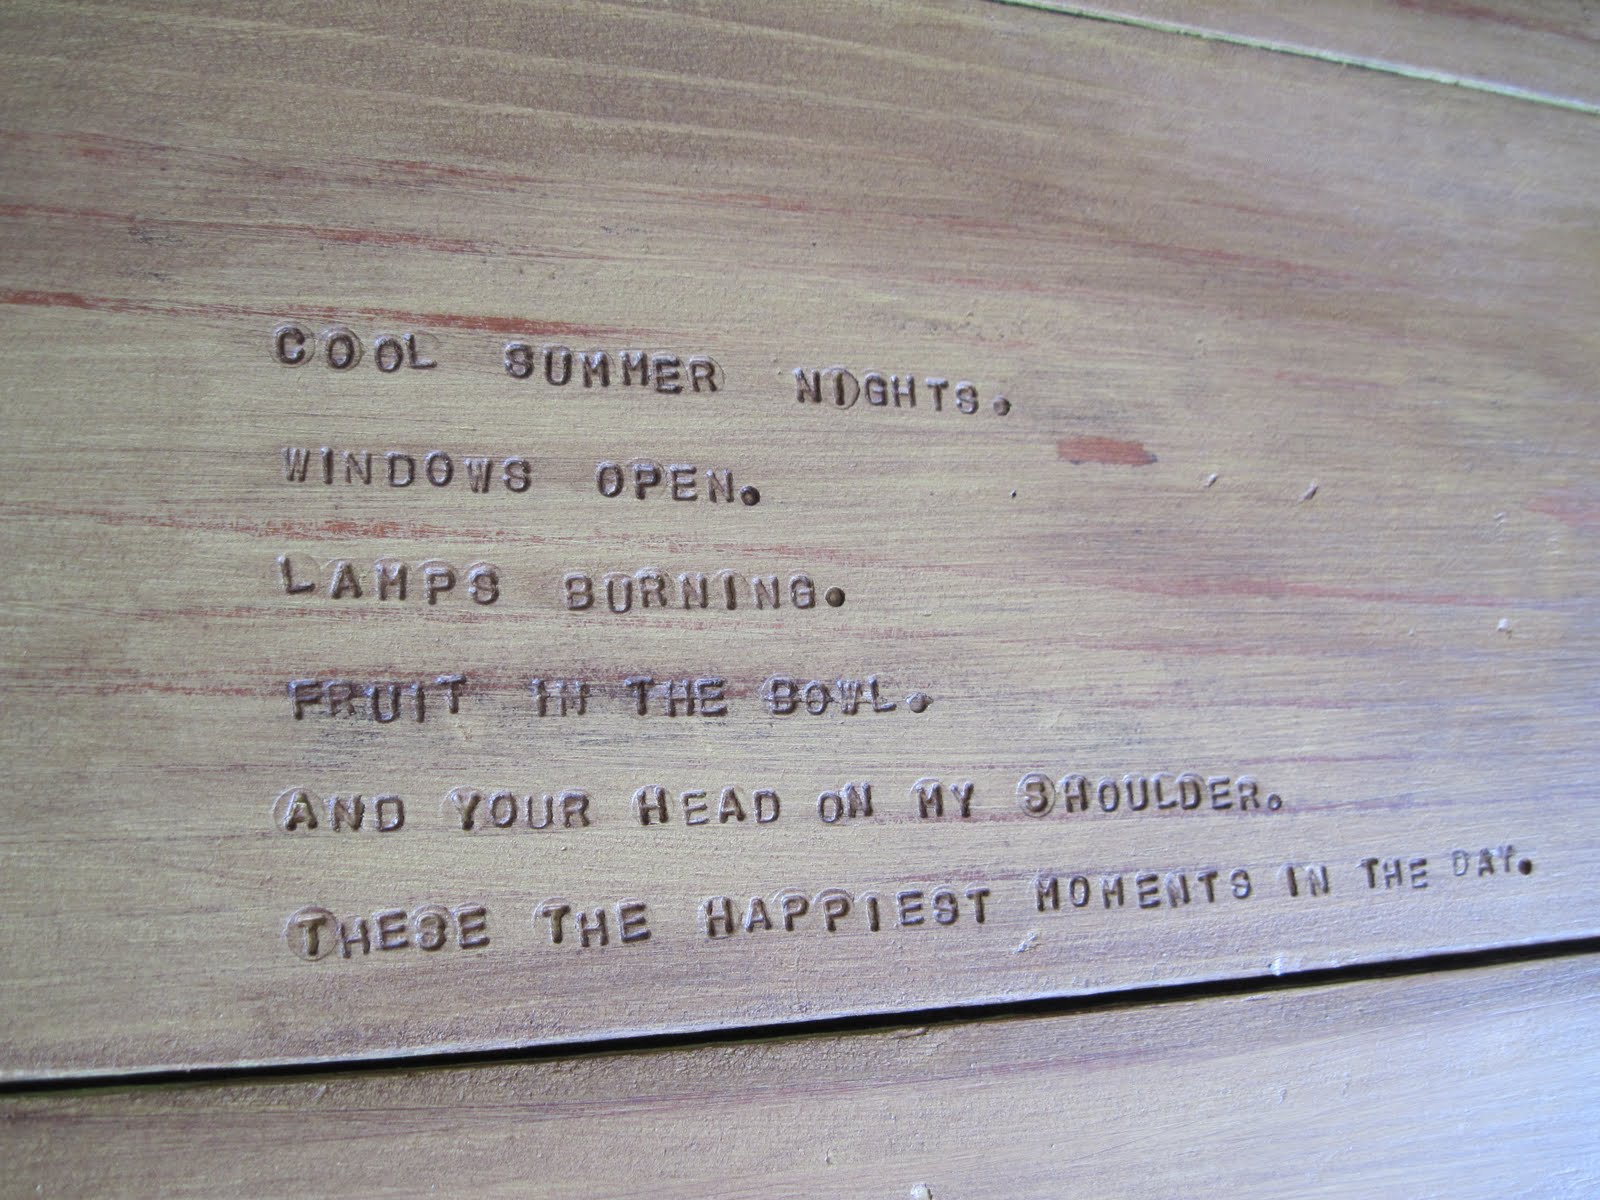 COOL SUMMER NIGHTS.
WINDOWS OPEN.
LAMPS BURNING.
FRUIT IN THE BOWL.
AND YOUR HEAD ON MY SHOULDER.
THESE THE HAPPIEST MOMENTS IN THE DAY.